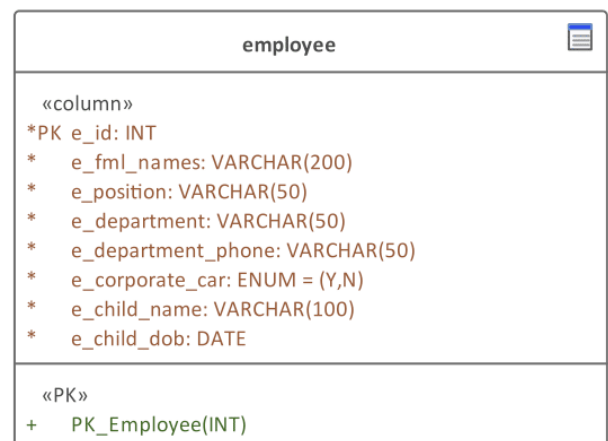 employee
«column»
*PK e_id: INT
* e_fml_names: VARCHAR(200)
* e_position: VARCHAR(50)
* e_department: VARCHAR(50)
* e_department_phone: VARCHAR(50)
* e_corporate_car: ENUM = (Y,N)
* e_child_name: VARCHAR(100)
* e_child_dob: DATE
«PK»
+ PK_Employee(INT)